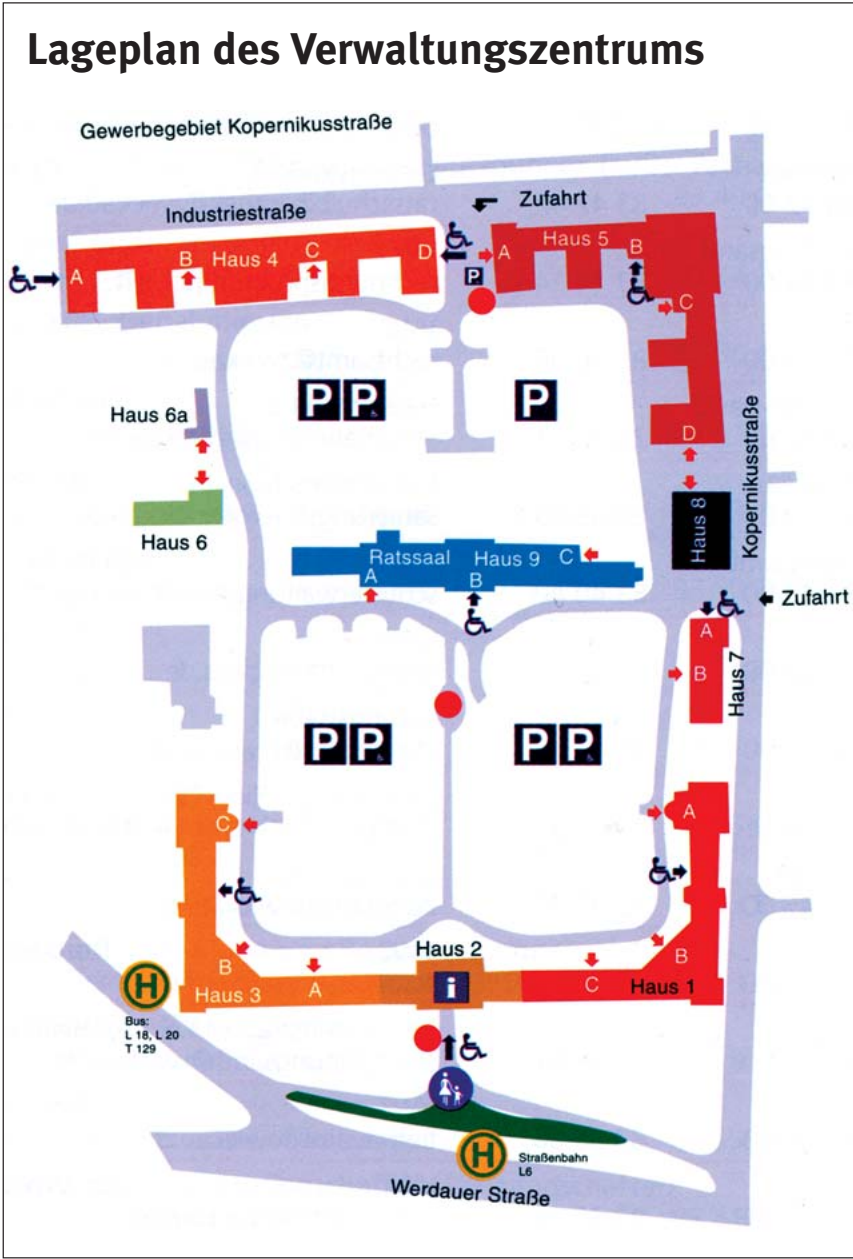 Lageplan des Verwaltungszentrums
Gewerbegebiet Kopernikusstraße
Industriestraße
Zufahrt
A
B
Haus 4
C
D
A
Haus 5
B
P
C
P P
P
Haus 6a
D
Kopernikusstraße
Haus 6
Haus 8
Ratssaal
Haus 9
C
A
B
Zufahrt
A
B
Haus 7
P P
P P
C
A
B
B
Haus 2
Haus 3
A
i
C
Haus 1
H
Bus:
L 18, L 20
T 129
H
Straßenbahn
L6
Werdauer Straße